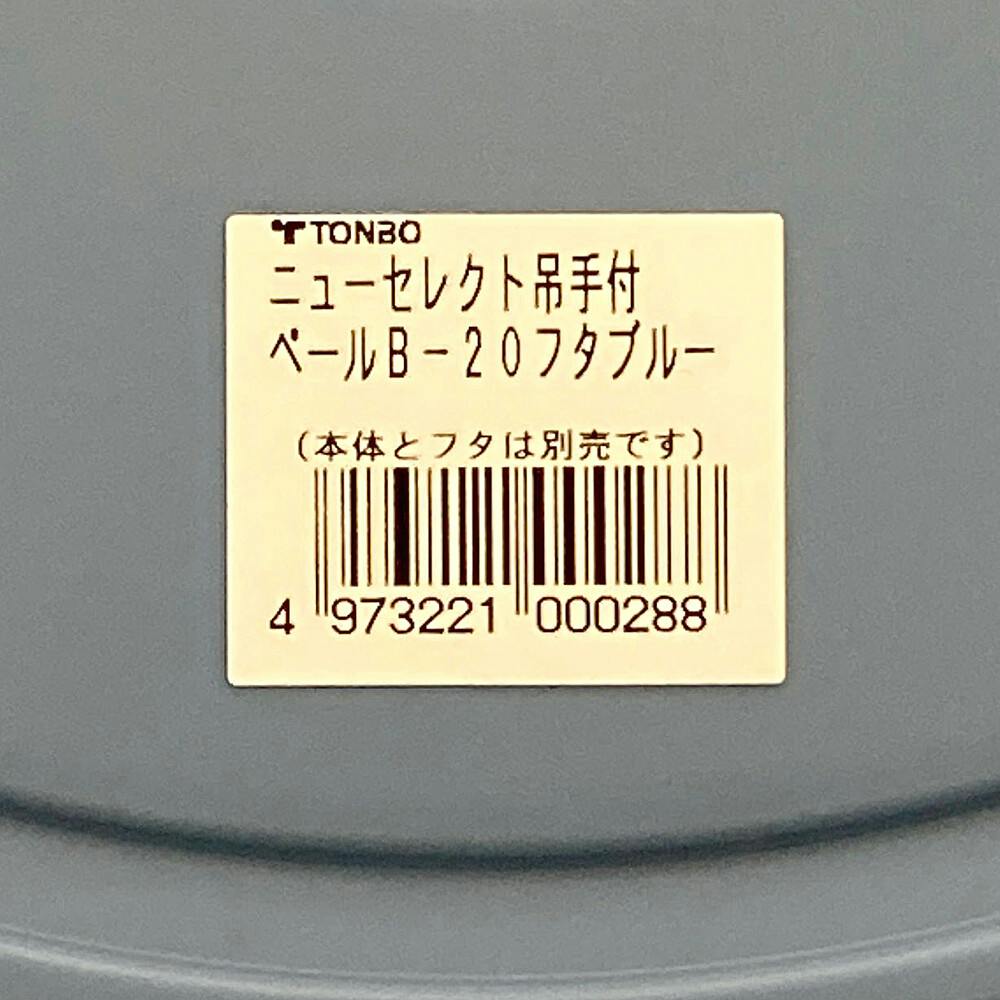 TONBO
ニューセレクト吊手付
ペールB-20フタブルー
(本体とフタは別売です)
4 973221 000288